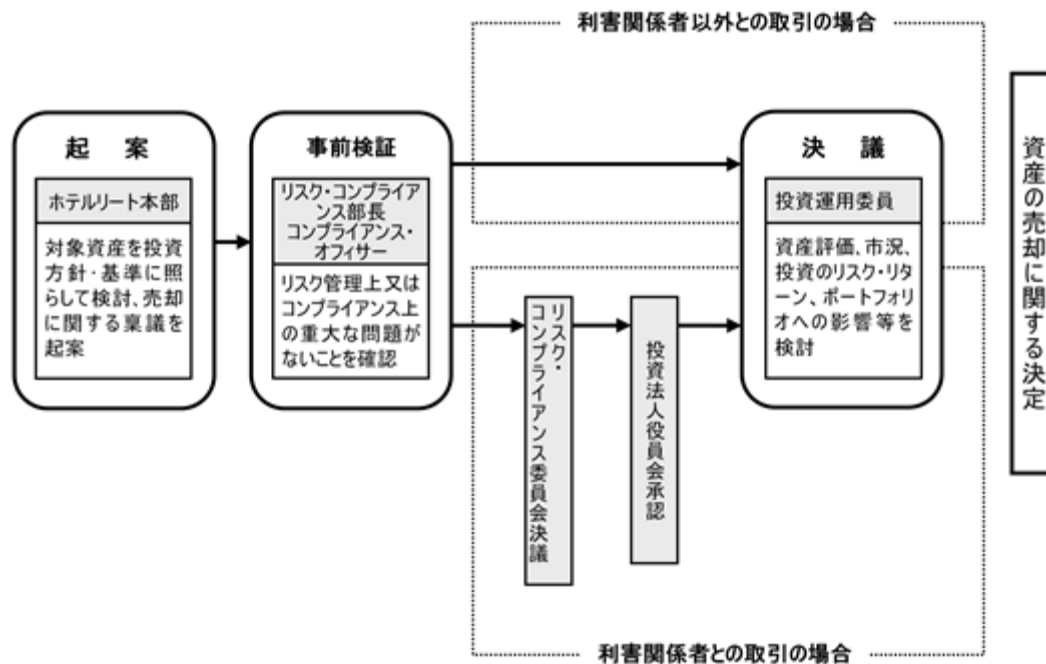 利害関係者以外との取引の場合
起　案
ホテルリート本部
対象資産を投資
方針・基準に照
らして検討、売却
に関する稟議を
起案
事前検証
リスク・コンプライア
ンス部長
コンプライアンス・
オフィサー
リスク管理上又は
コンプライアンス上
の重大な問題が
ないことを確認
リスク・
コンプライアンス委員会決議
投資法人役員会承認
決　議
投資運用委員
資産評価、市況、
投資のリスク・リタ
ーン、ポートフォリ
オへの影響等を
検討
資産の売却に関する決定
利害関係者との取引の場合